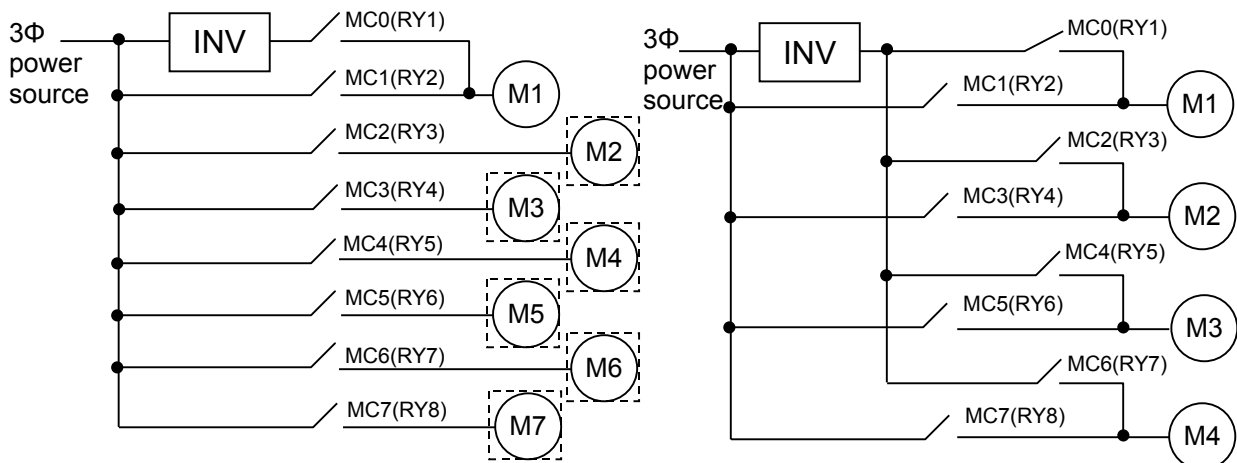 3Φ
power
source
INV
MC0(RY1)
MC1(RY2)
M1
MC2(RY3)
M2
MC3(RY4)
M3
MC4(RY5)
M4
MC5(RY6)
M5
MC6(RY7)
M6
MC7(RY8)
M7
3Φ
power
source
INV
MC0(RY1)
MC1(RY2)
M1
MC2(RY3)
MC3(RY4)
M2
MC4(RY5)
MC5(RY6)
M3
MC6(RY7)
MC7(RY8)
M4